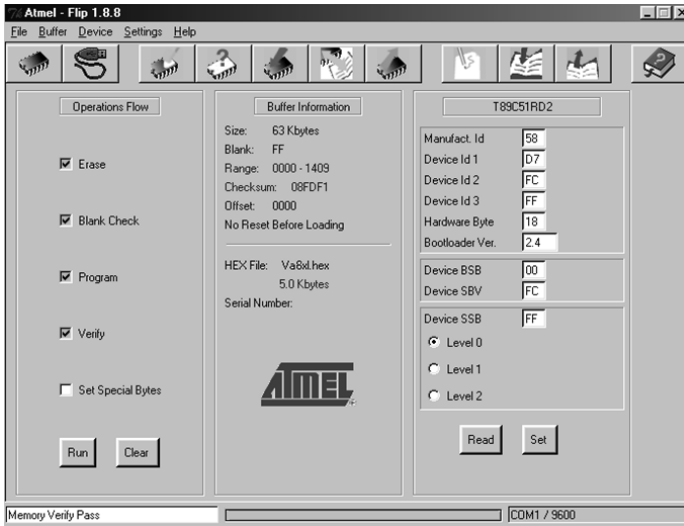 Atmel - Flip 1.8.8
File Buffer Device Settings Help
Operations Flow
Erase
Blank Check
Program
Verify
Set Special Bytes
Run Clear
Buffer Information
Size: 63 Kbytes
Blank: FF
Range: 0000 - 1409
Checksum: 08FDF1
Offset: 0000
No Reset Before Loading
HEX File: Va6xl.hex
5.0 Kbytes
Serial Number:
ATMEL
T89C51RD2
Manufact. Id 58
Device Id 1 D7
Device Id 2 FC
Device Id 3 FF
Hardware Byte 18
Bootloader Ver. 2.4
Device BSB 00
Device SBV FC
Device SSB FF
Level 0
Level 1
Level 2
Read Set
Memory Verify Pass
COM1 / 9600